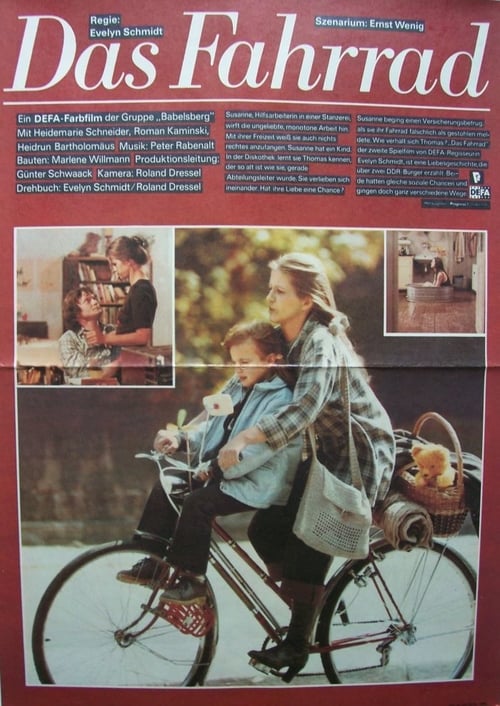 Regie:
Evelyn Schmidt
Szenarium: Ernst Wenig
Das Fahrrad
Ein DEFA-Farbfilm der Gruppe „Babelsberg"
Mit Heidemarie Schneider, Roman Kaminski,
Heidrun Bartholomäus Musik: Peter Rabenalt
Bauten: Marlene Willmann Produktionsleitung:
Günter Schwaack Kamera: Roland Dressel
Drehbuch: Evelyn Schmidt/Roland Dressel
Susanne, Hilfsarbeiterin in einer Stanzerei,
wirft die ungeliebte, monotone Arbeit hin.
Mit ihrer Freizeit weiß sie auch nichts
rechtes anzufangen. Susanne hat ein Kind.
In der Diskothek lernt sie Thomas kennen,
der so alt ist wie sie, gerade
Abteilungsleiter wurde. Sie verlieben sich
ineinander. Hat ihre Liebe eine Chance?
Susanne beging einen Versicherungsbetrug,
als sie ihr Fahrrad fälschlich als gestohlen mel-
dete. Wie verhält sich Thomas? „Das Fahrrad"
der zweite Spielfilm von DEFA-Regisseurin
Evelyn Schmidt, ist eine Liebesgeschichte, die
über zwei DDR-Bürger erzählt. Bei-
de hatten gleiche soziale Chancen und
gingen doch ganz verschiedene Wege.
DEFA